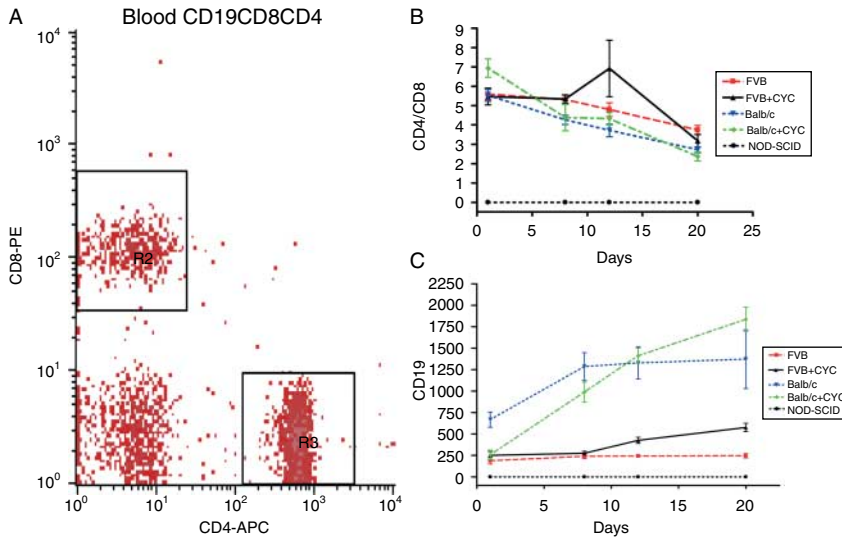 A
Blood CD19CD8CD4
10^4
10^3
10^2
10^1
10^0
CD8-PE
R2
R3
10^0
10^1
10^2
10^3
10^4
CD4-APC
B
9
8
7
6
5
4
3
2
1
0
CD4/CD8
0
5
10
15
20
25
Days
FVB
FVB+CYC
Balb/c
Balb/c+CYC
NOD-SCID
C
2250
2000
1750
1500
1250
1000
750
500
250
0
CD19
0
5
10
15
20
Days
FVB
FVB+CYC
Balb/c
Balb/c+CYC
NOD-SCID